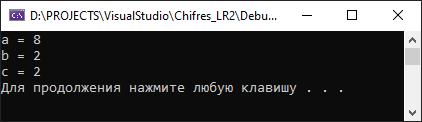 D:\PROJECTS\VisualStudio\Chifres_LR2\Debu...
a = 8
b = 2
c = 2
Для продолжения нажмите любую клавишу . . .